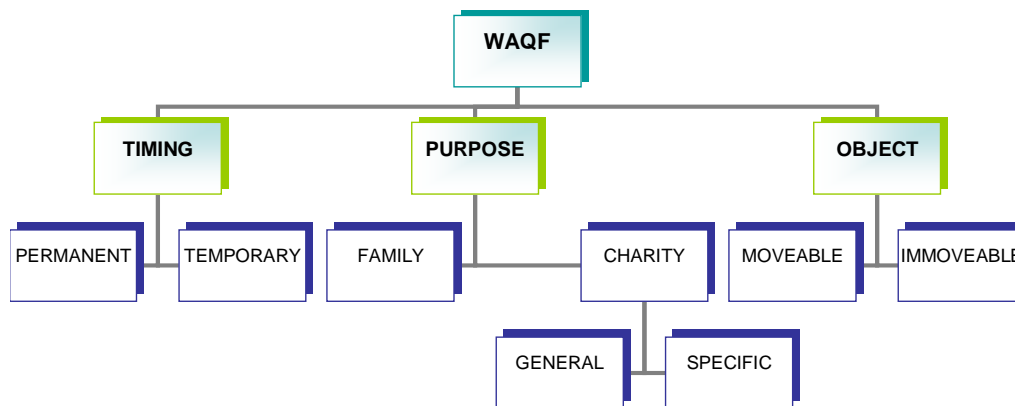 WAQF
TIMING
PURPOSE
OBJECT
PERMANENT
TEMPORARY
FAMILY
CHARITY
MOVEABLE
IMMOVEABLE
GENERAL
SPECIFIC